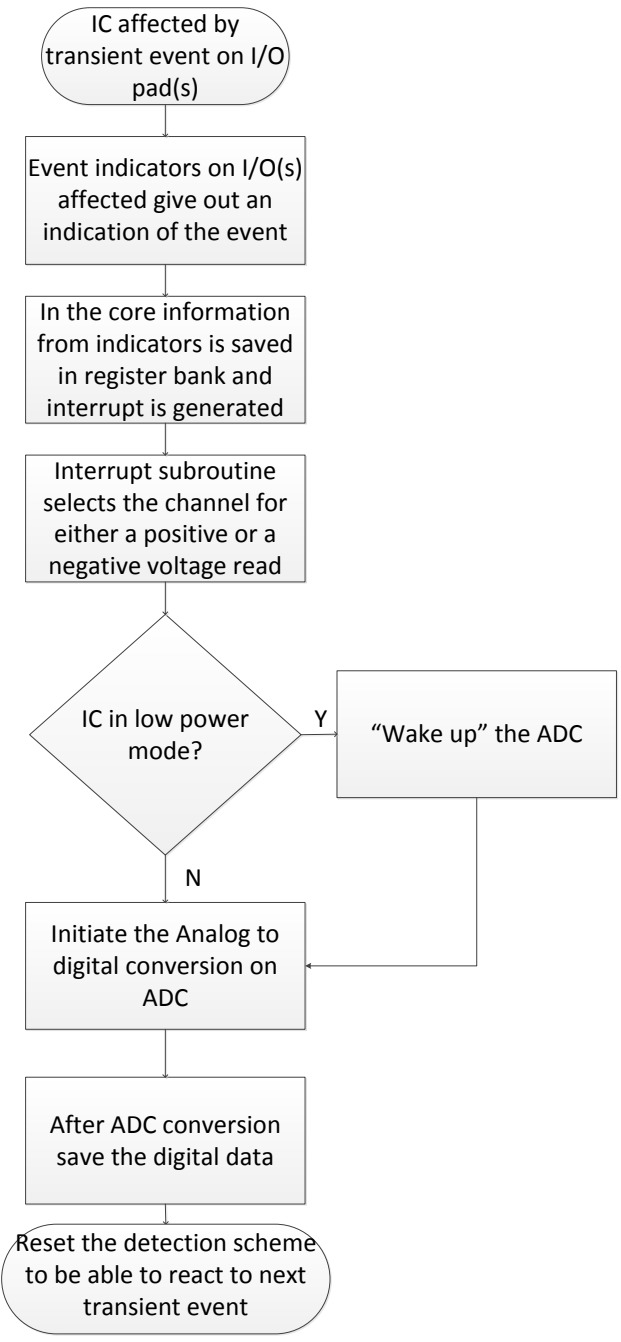 IC affected by
transient event on I/O
pad(s)
Event indicators on I/O(s)
affected give out an
indication of the event
In the core information
from indicators is saved
in register bank and
interrupt is generated
Interrupt subroutine
selects the channel for
either a positive or a
negative voltage read
IC in low power
mode?
Y
“Wake up” the ADC
N
Initiate the Analog to
digital conversion on
ADC
After ADC conversion
save the digital data
Reset the detection scheme
to be able to react to next
transient event